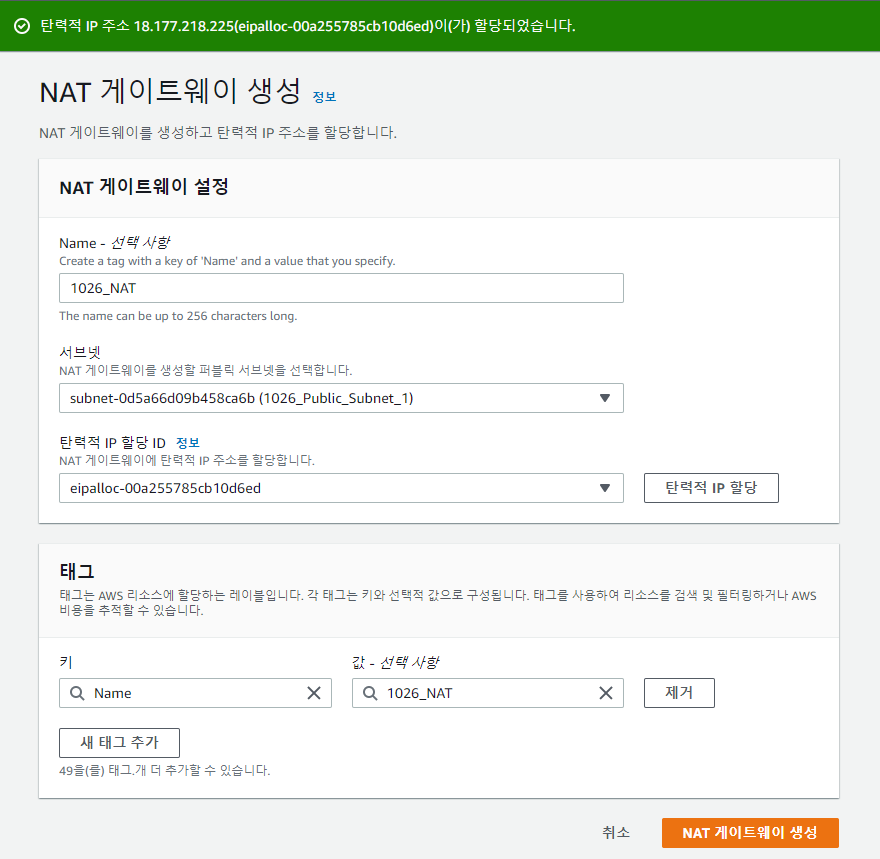 탄력적 IP 주소 18.177.218.225(eipalloc-00a255785cb10d6ed)이(가) 할당되었습니다.
NAT 게이트웨이 생성 정보
NAT 게이트웨이를 생성하고 탄력적 IP 주소를 할당합니다.
NAT 게이트웨이 설정
Name - 선택 사항
Create a tag with a key of 'Name' and a value that you specify.
1026_NAT
The name can be up to 256 characters long.
서브넷
NAT 게이트웨이를 생성할 퍼블릭 서브넷을 선택합니다.
subnet-0d5a66d09b458ca6b (1026_Public_Subnet_1)
탄력적 IP 할당 ID 정보
NAT 게이트웨이에 탄력적 IP 주소를 할당합니다.
eipalloc-00a255785cb10d6ed 탄력적 IP 할당
태그
태그는 AWS 리소스에 할당하는 레이블입니다. 각 태그는 키와 선택적 값으로 구성됩니다. 태그를 사용하여 리소스를 검색 및 필터링하거나 AWS
비용을 추적할 수 있습니다.
키 값 - 선택 사항
Name 1026_NAT 제거
새 태그 추가
49을(를) 태그.개 더 추가할 수 있습니다.
취소 NAT 게이트웨이 생성